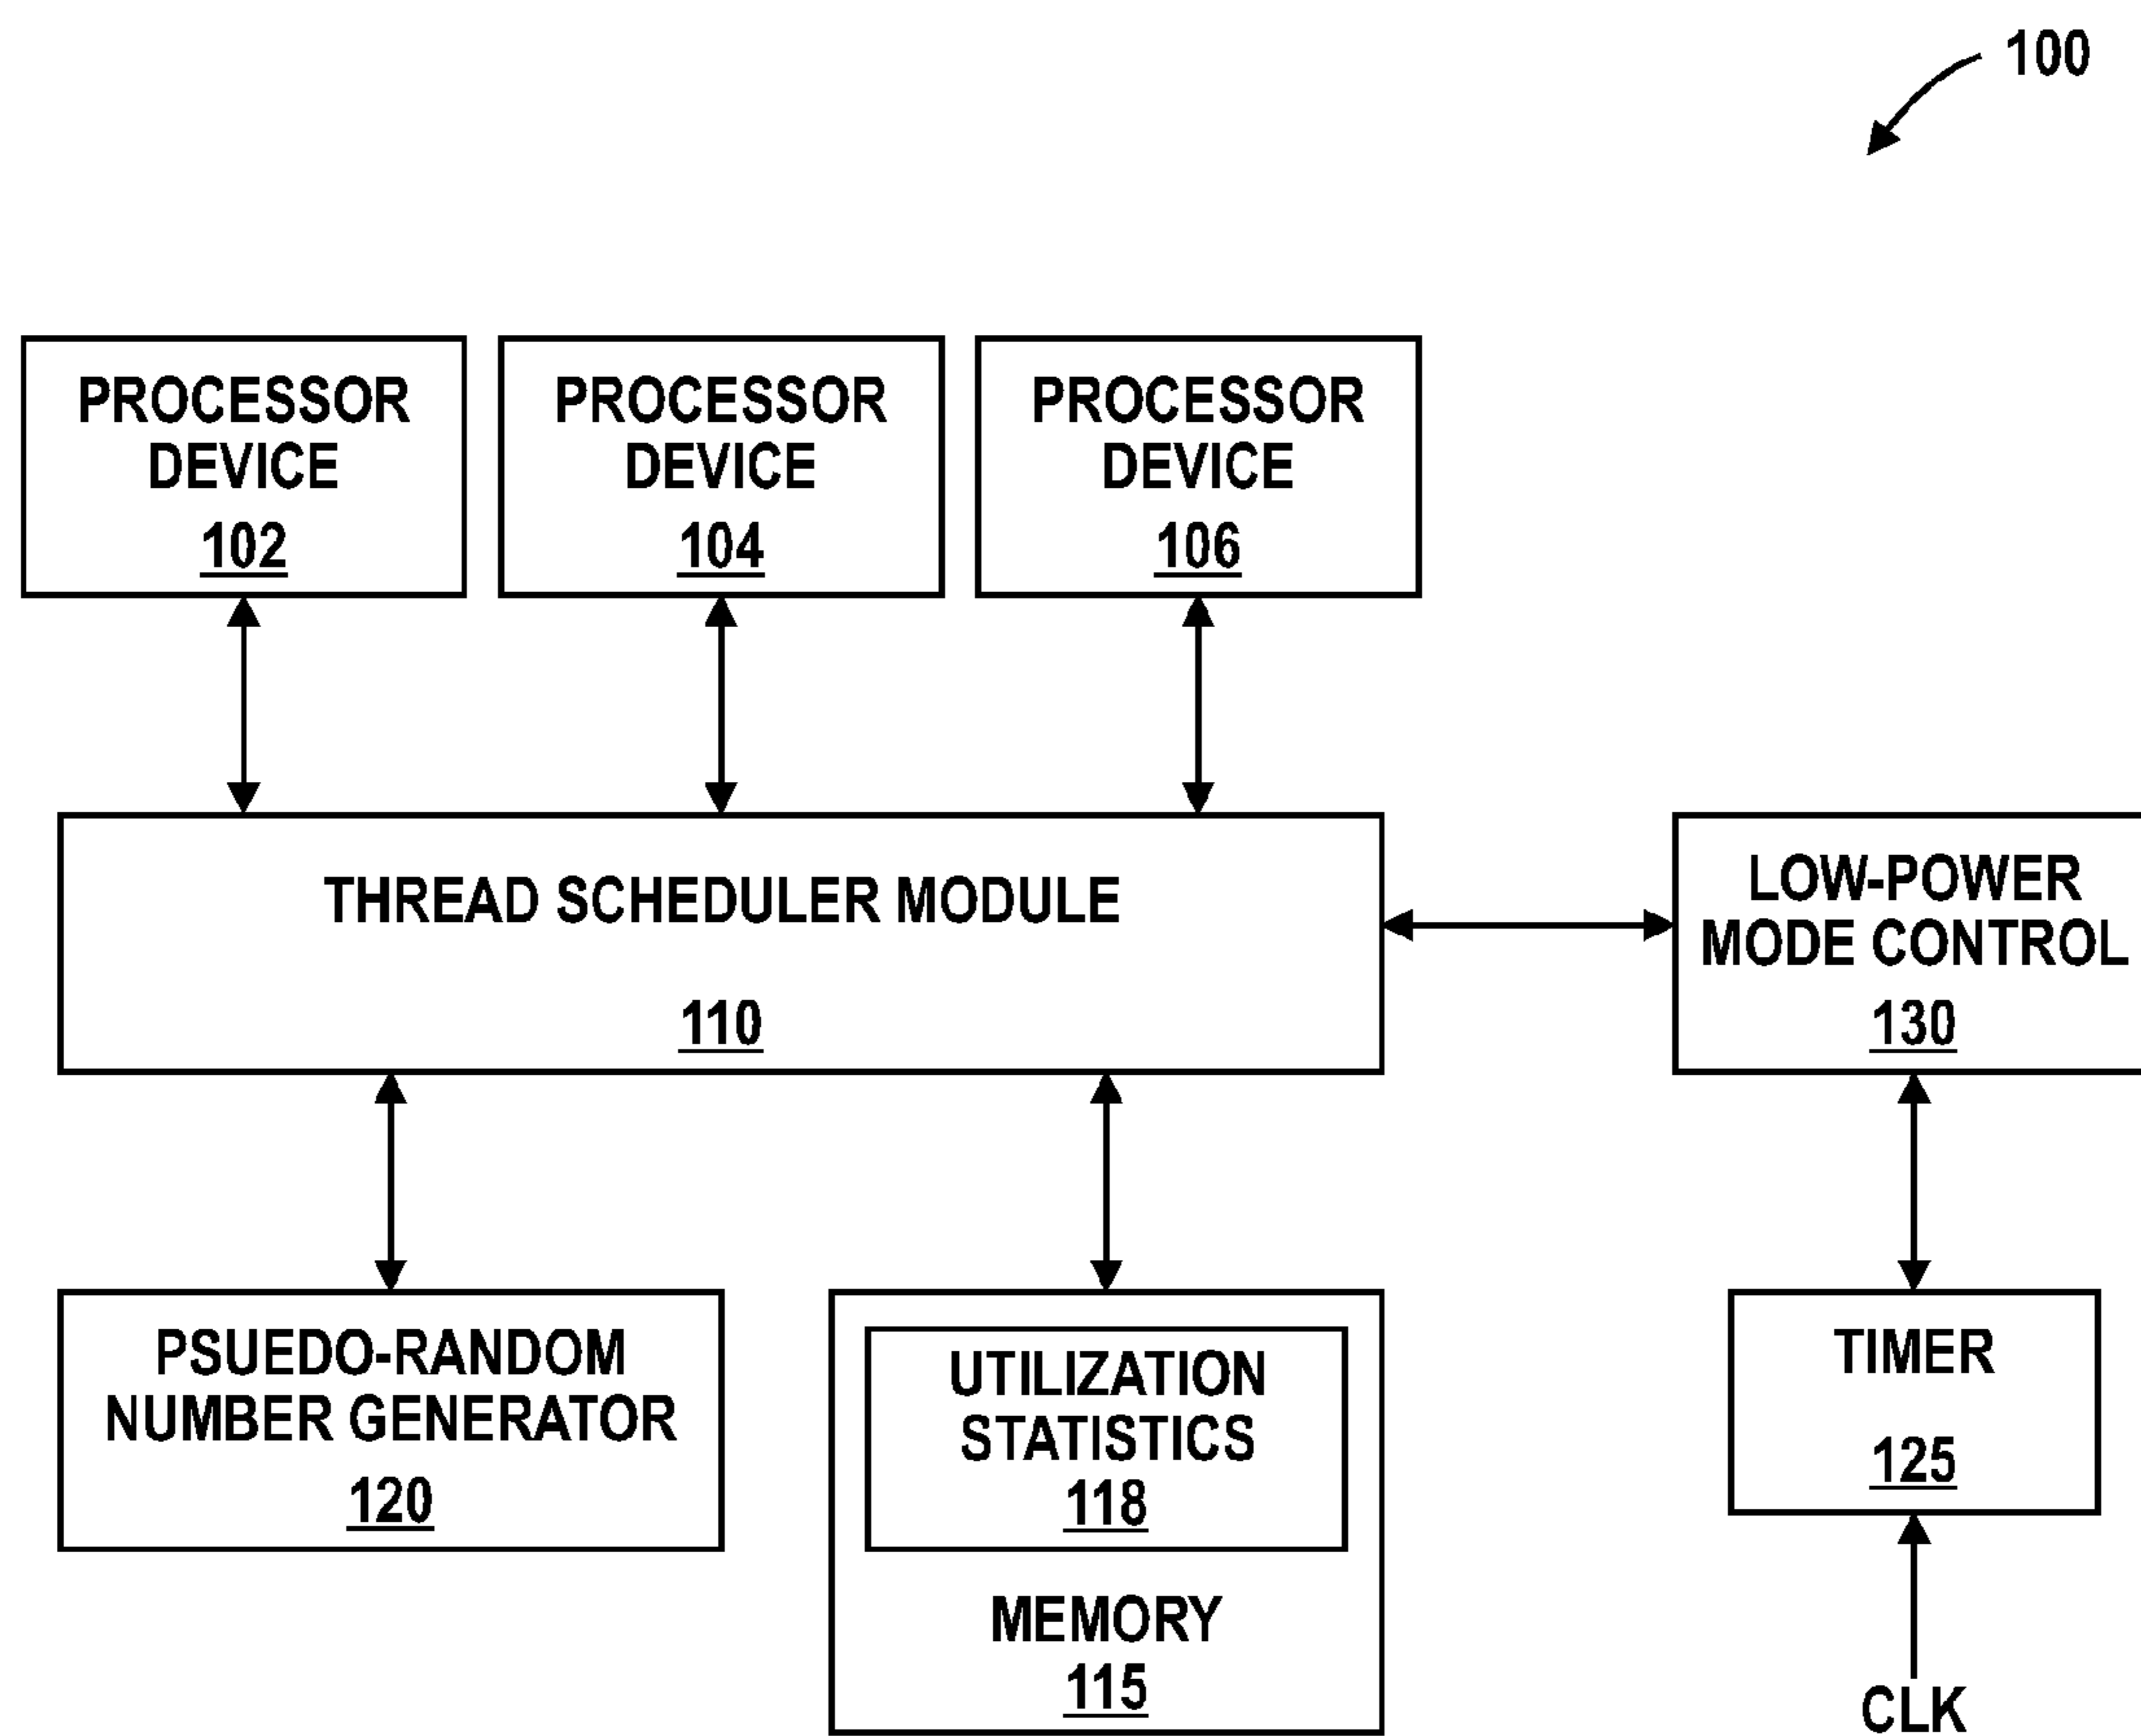 100
PROCESSOR
DEVICE
102
PROCESSOR
DEVICE
104
PROCESSOR
DEVICE
106
THREAD SCHEDULER MODULE
110
LOW-POWER
MODE CONTROL
130
PSUEDO-RANDOM
NUMBER GENERATOR
120
UTILIZATION
STATISTICS
118
MEMORY
115
TIMER
125
CLK